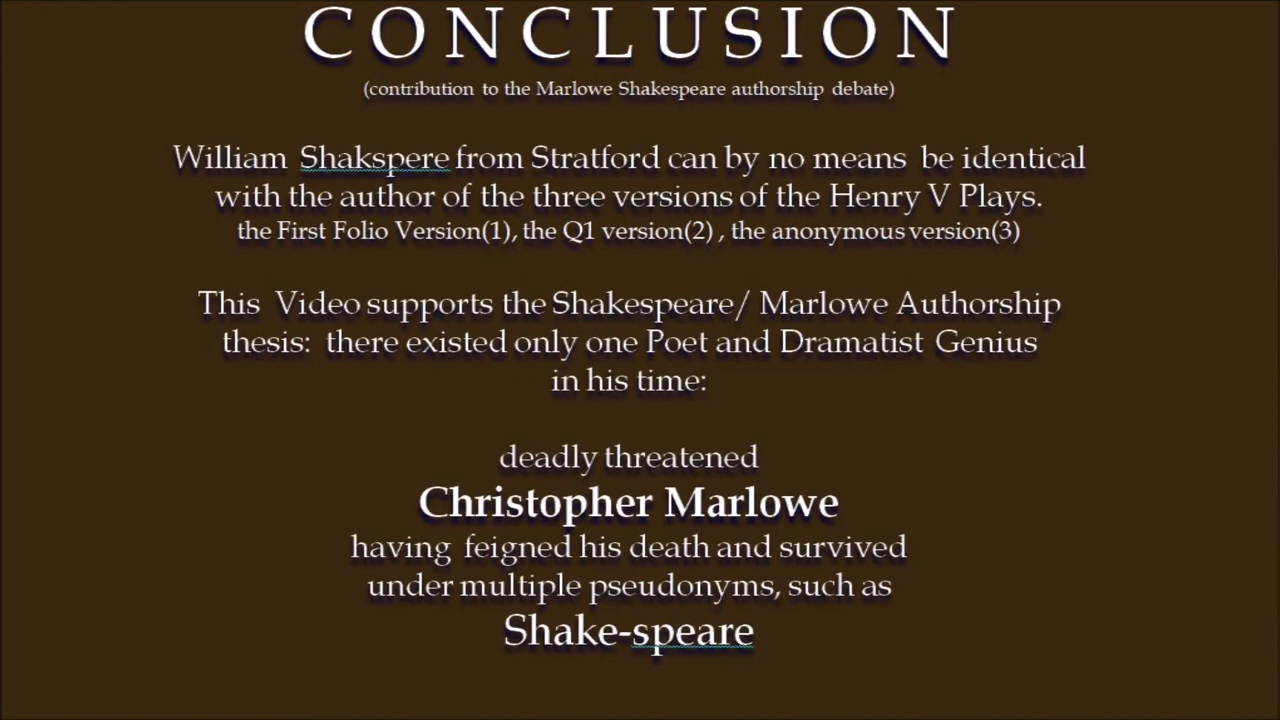 CONCLUSION
(contribution to the Marlowe Shakespeare authorship debate)
William Shakspere from Stratford can by no means be identical
with the author of the three versions of the Henry V Plays.
the First Folio Version(1), the Q1 version(2) , the anonymous version(3)
This Video supports the Shakespeare/ Marlowe Authorship
thesis: there existed only one Poet and Dramatist Genius
in his time:
deadly threatened
Christopher Marlowe
having feigned his death and survived
under multiple pseudonyms, such as
Shake-speare